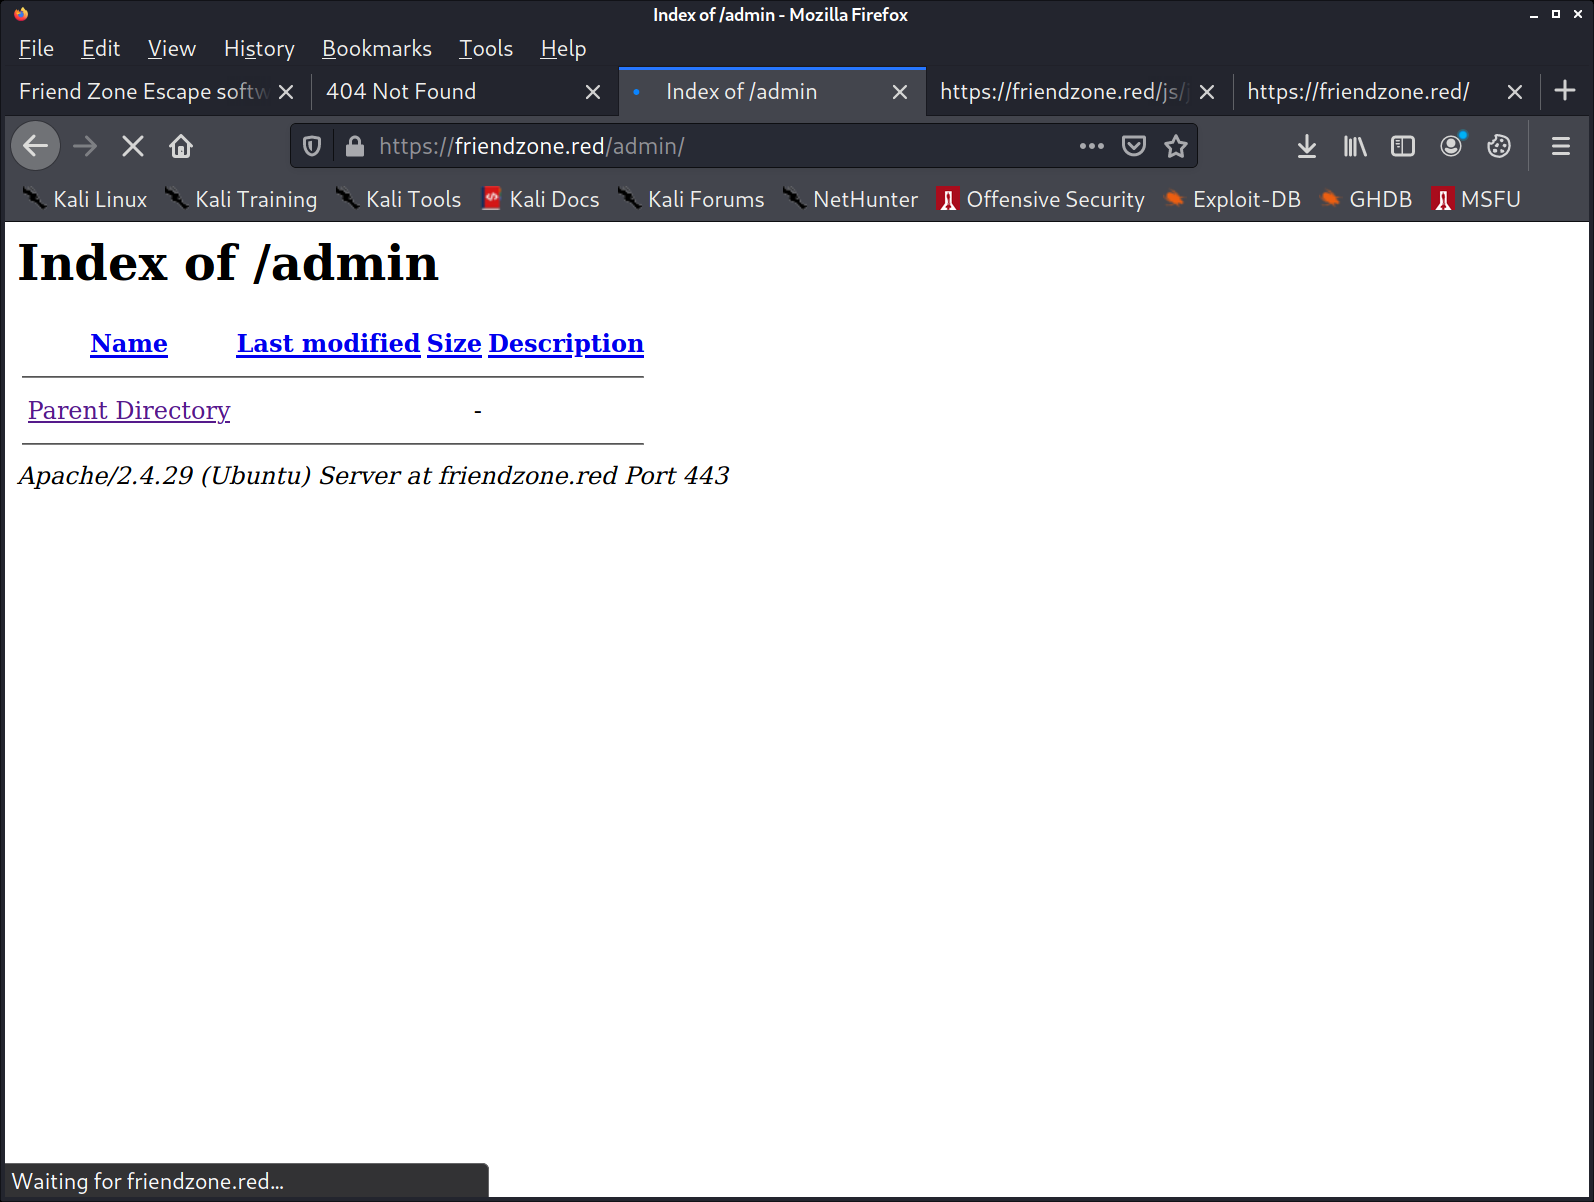 Index of /admin - Mozilla Firefox
File Edit View History Bookmarks Tools Help
Friend Zone Escape softw 404 Not Found Index of /admin https://friendzone.red/js/j https://friendzone.red/
https://friendzone.red/admin/
Kali Linux Kali Training Kali Tools Kali Docs Kali Forums NetHunter Offensive Security Exploit-DB GHDB MSFU
Index of /admin
Name Last modified Size Description
Parent Directory -
Apache/2.4.29 (Ubuntu) Server at friendzone.red Port 443
Waiting for friendzone.red...